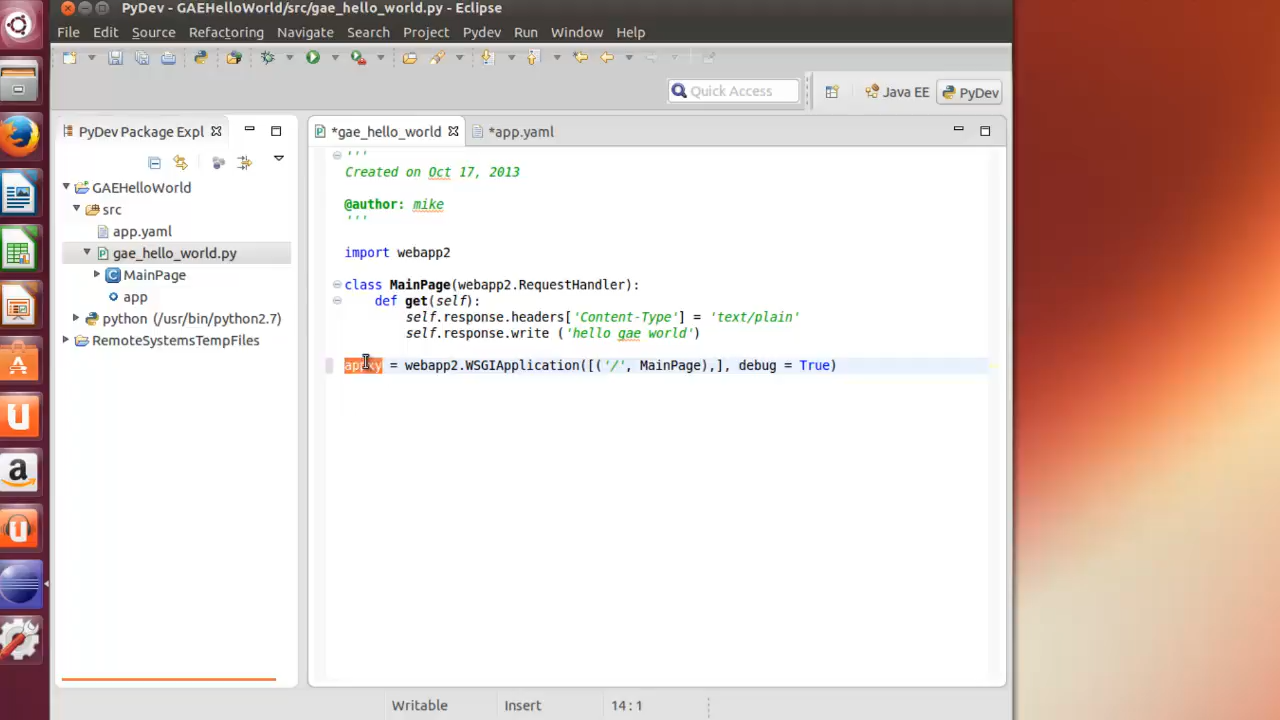 PyDev - GAEHelloWorld/src/gae_hello_world.py - Eclipse
File Edit Source Refactoring Navigate Search Project Pydev Run Window Help
Quick Access Java EE PyDev
PyDev Package Expl *gae_hello_world *app.yaml
GAEHelloWorld
src
app.yaml
gae_hello_world.py
MainPage
app
python (/usr/bin/python2.7)
RemoteSystemsTempFiles
'''
Created on Oct 17, 2013
@author: mike
'''
import webapp2
class MainPage(webapp2.RequestHandler):
def get(self):
self.response.headers['Content-Type'] = 'text/plain'
self.response.write ('hello gae world')
= webapp2.WSGIApplication([('/', MainPage),], debug = True)
Writable Insert 14:1